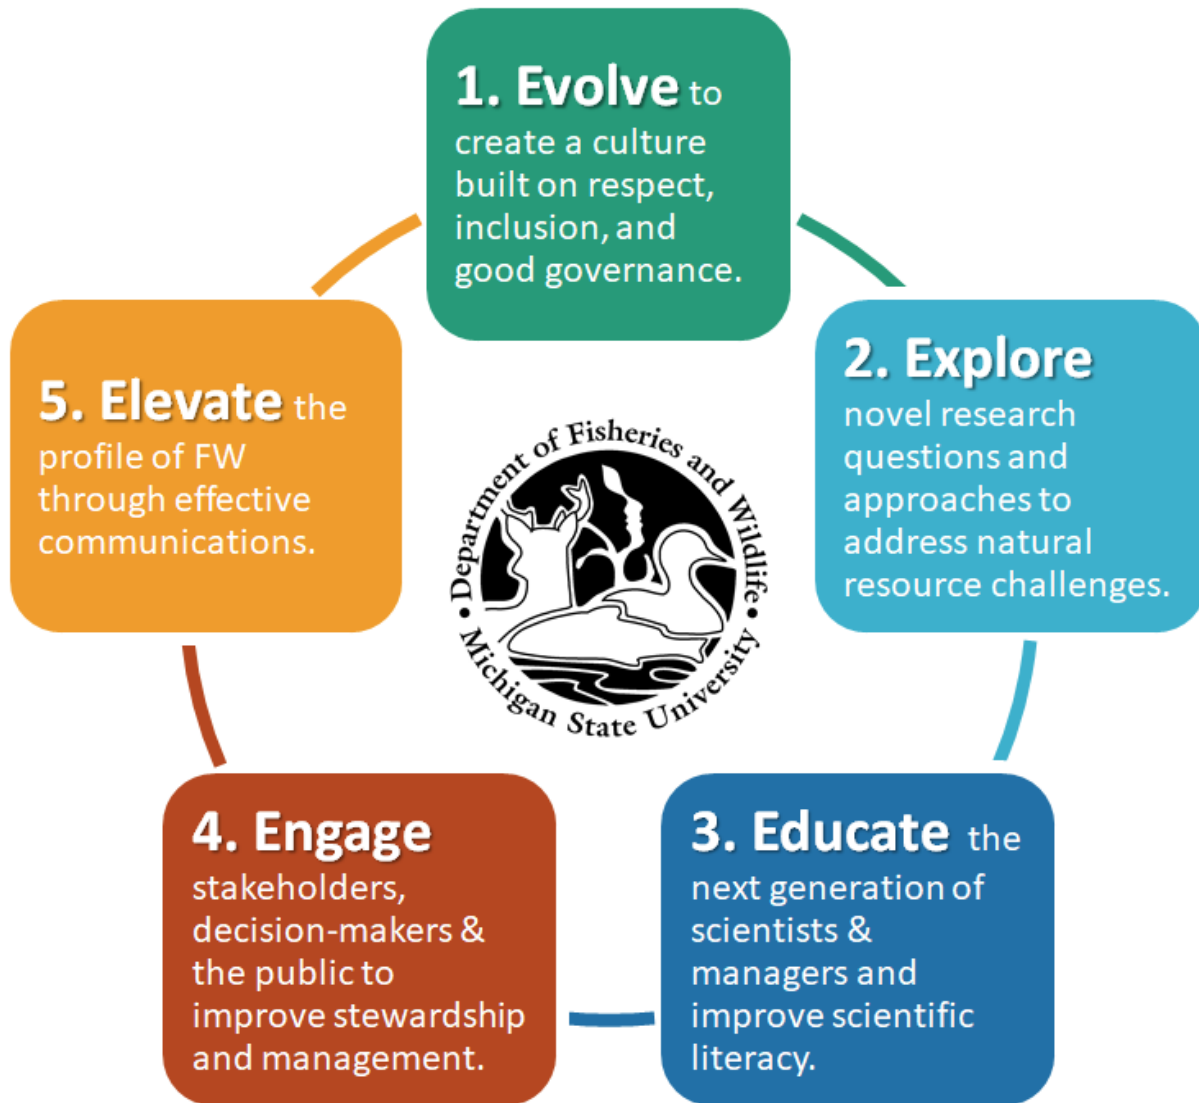 1. Evolve to
create a culture
built on respect,
inclusion, and
good governance.
2. Explore
novel research
questions and
approaches to
address natural
resource challenges.
3. Educate the
next generation of
scientists &
managers and
improve scientific
literacy.
4. Engage
stakeholders,
decision-makers &
the public to
improve stewardship
and management.
5. Elevate the
profile of FW
through effective
communications.
• Department of Fisheries and Wildlife •
Michigan State University